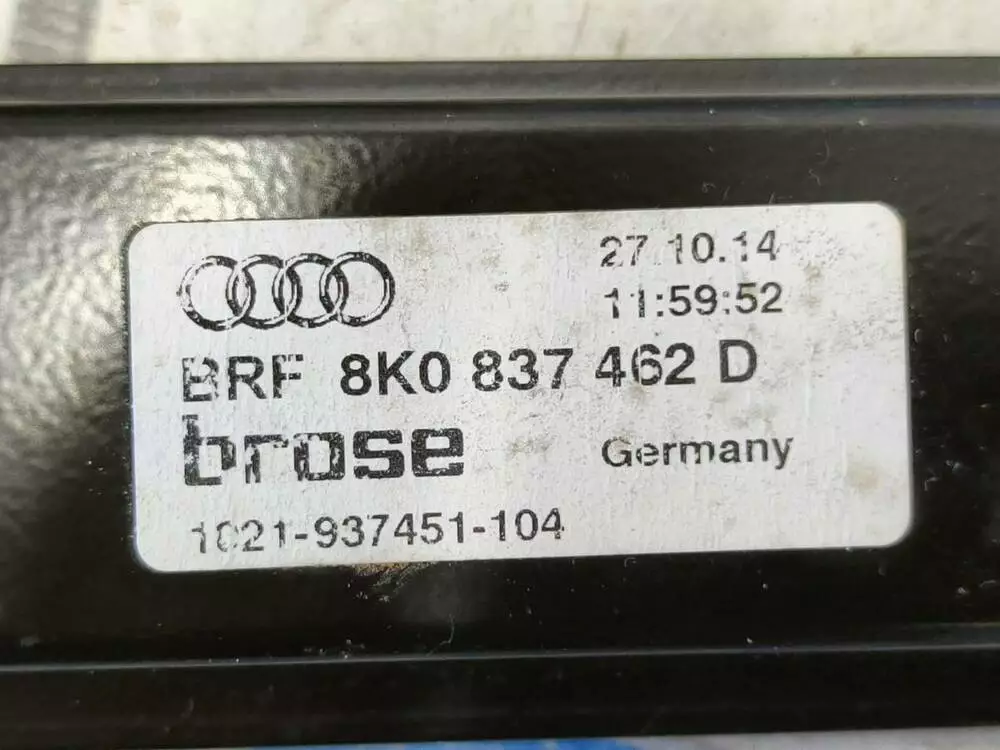 27.10.14
11:59:52
BRF 8K0 837 462 D
brose Germany
1021-937451-104